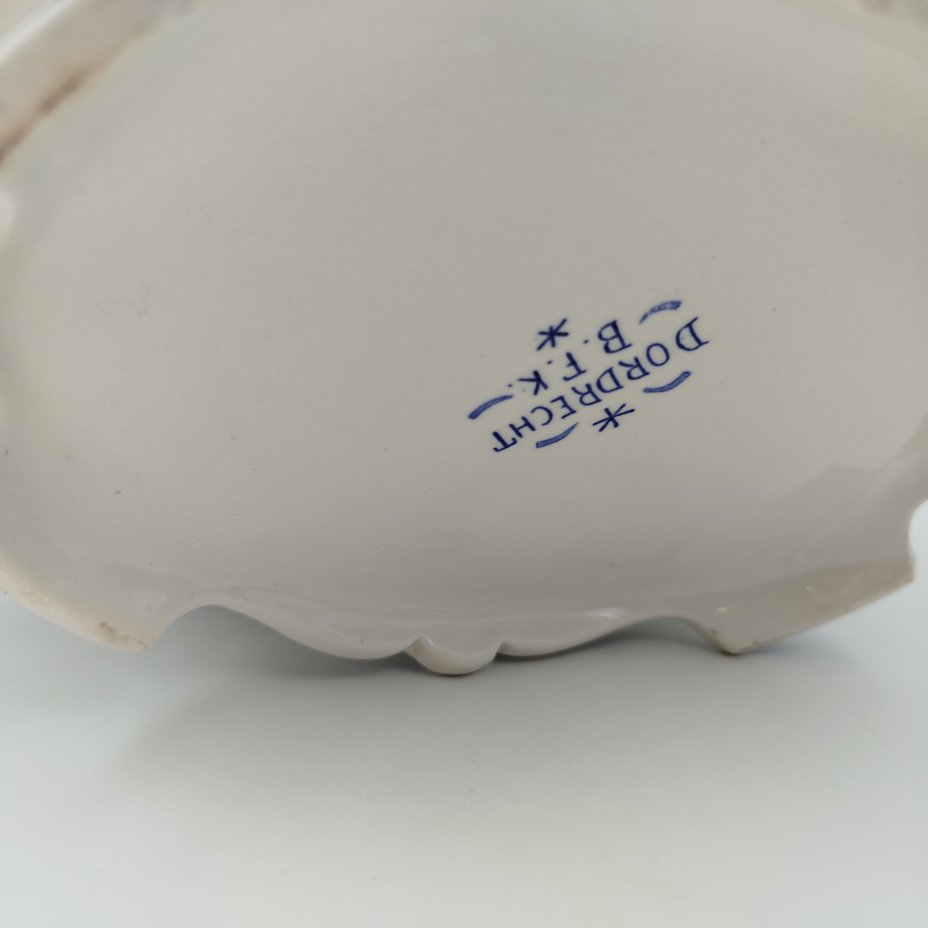 *
DORDRECHT
B. F. K.
*